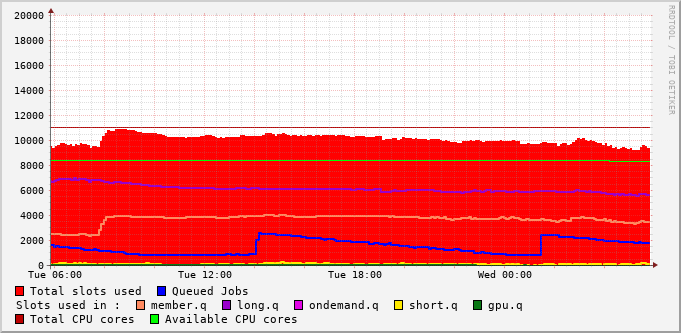 RRDTOOL / TOBI OETIKER
20000
18000
16000
14000
12000
10000
8000
6000
4000
2000
0
Tue 06:00 Tue 12:00 Tue 18:00 Wed 00:00
Total slots used Queued Jobs
Slots used in : member.q long.q ondemand.q short.q gpu.q
Total CPU cores Available CPU cores